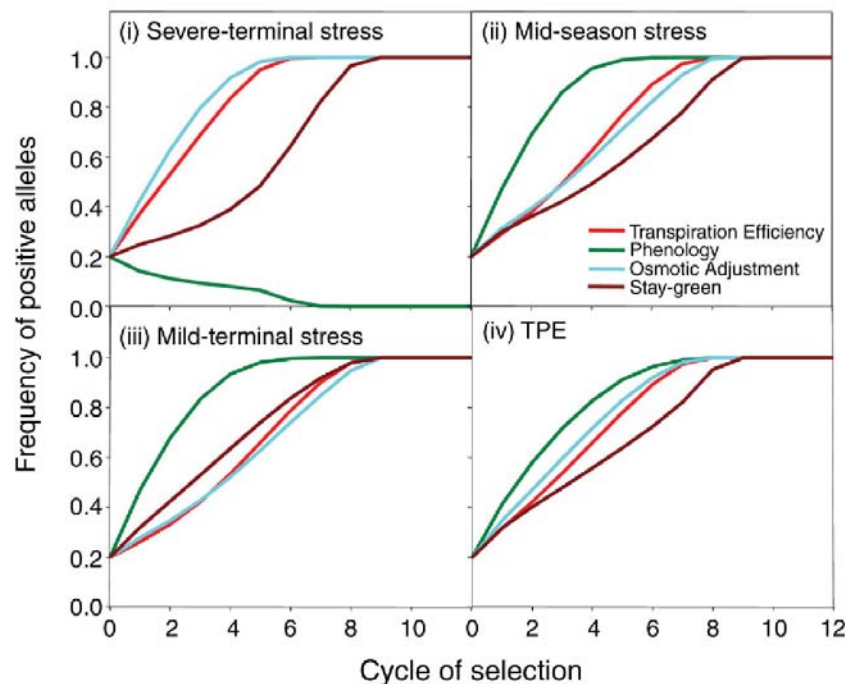 (i) Severe-terminal stress
(ii) Mid-season stress
1.0
0.8
0.6
0.4
0.2
0.0
Transpiration Efficiency
Phenology
Osmotic Adjustment
Stay-green
(iii) Mild-terminal stress
(iv) TPE
1.0
0.8
0.6
0.4
0.2
0.0
0 2 4 6 8 10 0 2 4 6 8 10 12
Frequency of positive alleles
Cycle of selection